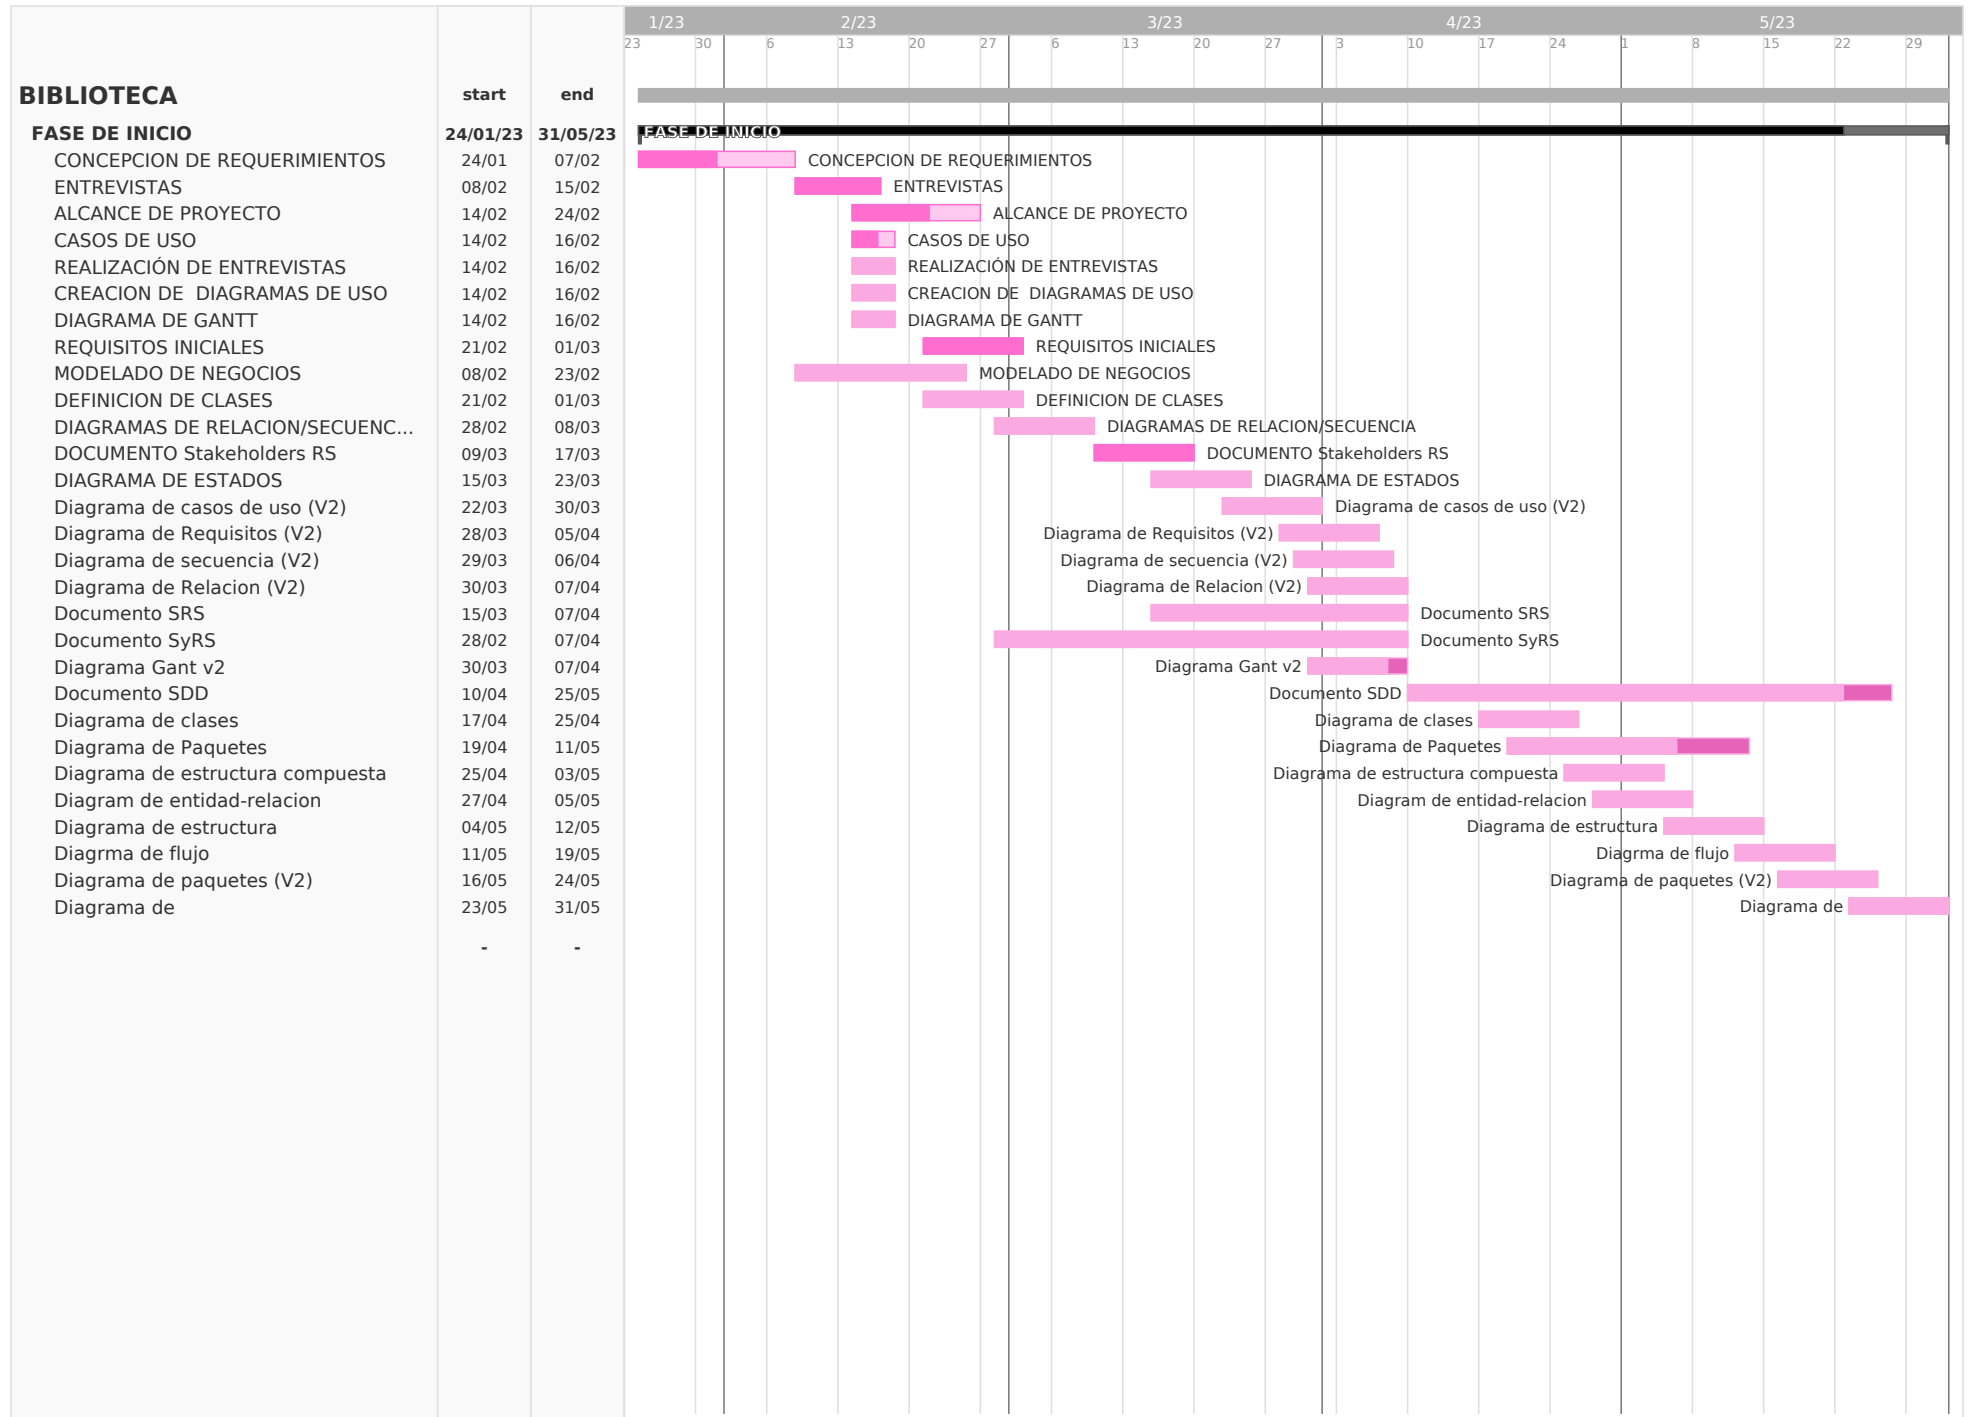 1/23 2/23 3/23 4/23 5/23
23 30 6 13 20 27 6 13 20 27 3 10 17 24 1 8 15 22 29
BIBLIOTECA start end
FASE DE INICIO 24/01/23 31/05/23 FASE DE INICIO
CONCEPCION DE REQUERIMIENTOS 24/01 07/02 CONCEPCION DE REQUERIMIENTOS
ENTREVISTAS 08/02 15/02 ENTREVISTAS
ALCANCE DE PROYECTO 14/02 24/02 ALCANCE DE PROYECTO
CASOS DE USO 14/02 16/02 CASOS DE USO
REALIZACIÓN DE ENTREVISTAS 14/02 16/02 REALIZACIÓN DE ENTREVISTAS
CREACION DE  DIAGRAMAS DE USO 14/02 16/02 CREACION DE  DIAGRAMAS DE USO
DIAGRAMA DE GANTT 14/02 16/02 DIAGRAMA DE GANTT
REQUISITOS INICIALES 21/02 01/03 REQUISITOS INICIALES
MODELADO DE NEGOCIOS 08/02 23/02 MODELADO DE NEGOCIOS
DEFINICION DE CLASES 21/02 01/03 DEFINICION DE CLASES
DIAGRAMAS DE RELACION/SECUENC... 28/02 08/03 DIAGRAMAS DE RELACION/SECUENCIA
DOCUMENTO Stakeholders RS 09/03 17/03 DOCUMENTO Stakeholders RS
DIAGRAMA DE ESTADOS 15/03 23/03 DIAGRAMA DE ESTADOS
Diagrama de casos de uso (V2) 22/03 30/03 Diagrama de casos de uso (V2)
Diagrama de Requisitos (V2) 28/03 05/04 Diagrama de Requisitos (V2)
Diagrama de secuencia (V2) 29/03 06/04 Diagrama de secuencia (V2)
Diagrama de Relacion (V2) 30/03 07/04 Diagrama de Relacion (V2)
Documento SRS 15/03 07/04 Documento SRS
Documento SyRS 28/02 07/04 Documento SyRS
Diagrama Gant v2 30/03 07/04 Diagrama Gant v2
Documento SDD 10/04 25/05 Documento SDD
Diagrama de clases 17/04 25/04 Diagrama de clases
Diagrama de Paquetes 19/04 11/05 Diagrama de Paquetes
Diagrama de estructura compuesta 25/04 03/05 Diagrama de estructura compuesta
Diagram de entidad-relacion 27/04 05/05 Diagram de entidad-relacion
Diagrama de estructura 04/05 12/05 Diagrama de estructura
Diagrma de flujo 11/05 19/05 Diagrma de flujo
Diagrama de paquetes (V2) 16/05 24/05 Diagrama de paquetes (V2)
Diagrama de 23/05 31/05 Diagrama de
- -